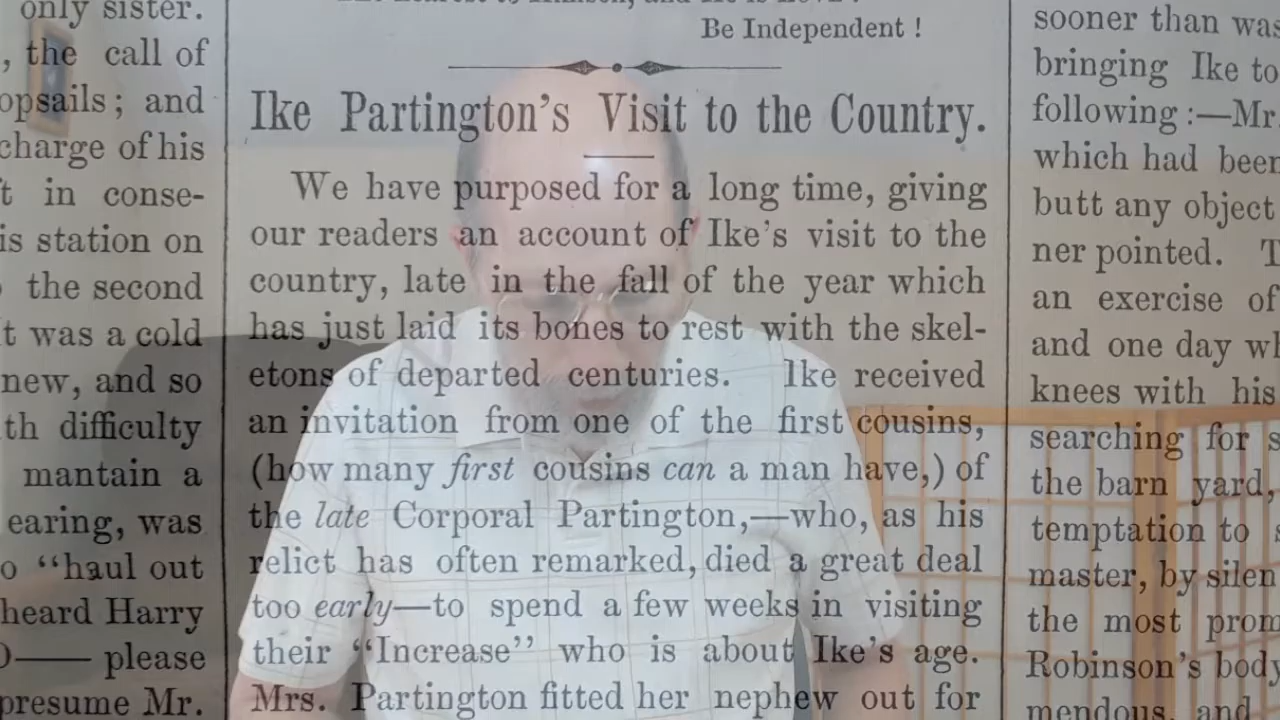 only sister.
, the call of
opsails; and
charge of his
t in conse-
is station on
the second
t was a cold
new, and so
th difficulty
mantain a
earing, was
o “haul out
heard Harry
O—— please
presume Mr.
Be Independent !
Ike Partington's Visit to the Country.
We have purposed for a long time, giving
our readers an account of Ike's visit to the
country, late in the fall of the year which
has just laid its bones to rest with the skel-
etons of departed centuries. Ike received
an invitation from one of the first cousins,
(how many first cousins can a man have,) of
the late Corporal Partington,—who, as his
relict has often remarked, died a great deal
too early—to spend a few weeks in visiting
their “Increase” who is about Ike's age.
Mrs. Partington fitted her nephew out for
sooner than was
bringing Ike to
following:—Mr.
which had been
butt any object
ner pointed. T
an exercise of
and one day wh
knees with his
searching for s
the barn yard,
temptation to s
master, by silen
the most prom
Robinson's body
mendous, and